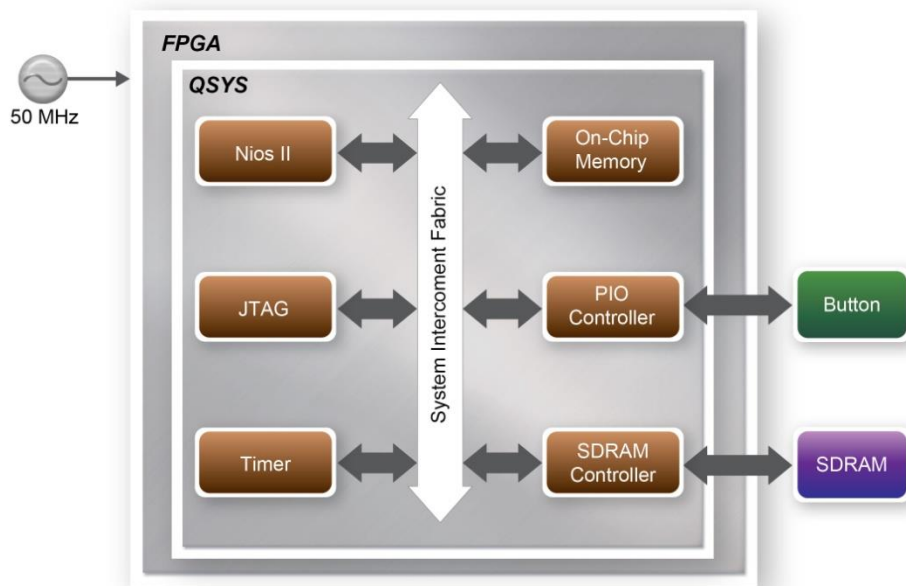 FPGA
QSYS
50 MHz
Nios II
On-Chip
Memory
System Intercoment Fabric
JTAG
PIO
Controller
Button
Timer
SDRAM
Controller
SDRAM